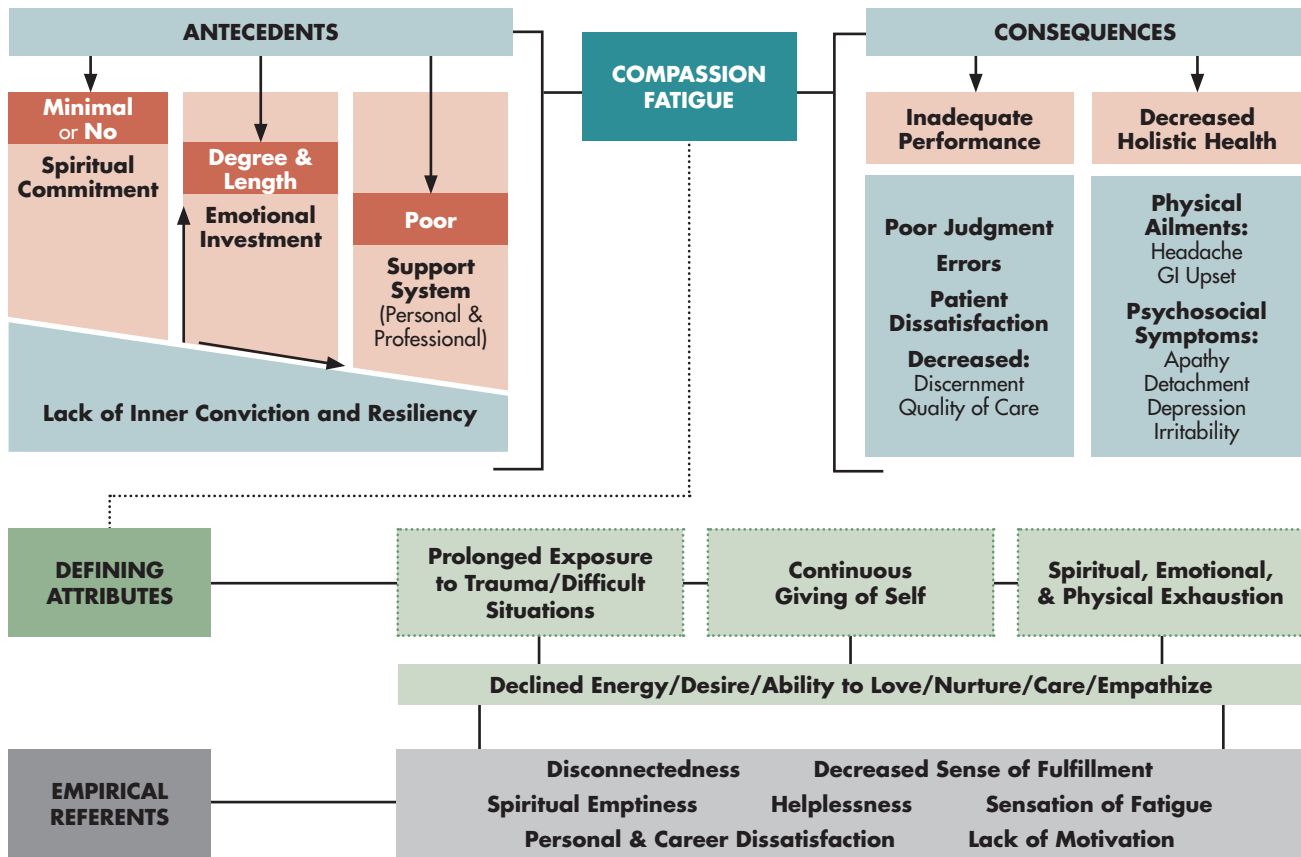 ANTECEDENTS
Minimal
or No
Spiritual
Commitment
Degree &
Length
Emotional
Investment
Poor
Support
System
(Personal &
Professional)
Lack of Inner Conviction and Resiliency
COMPASSION
FATIGUE
CONSEQUENCES
Inadequate
Performance
Poor Judgment
Errors
Patient
Dissatisfaction
Decreased:
Discernment
Quality of Care
Decreased
Holistic Health
Physical
Ailments:
Headache
GI Upset
Psychosocial
Symptoms:
Apathy
Detachment
Depression
Irritability
DEFINING
ATTRIBUTES
Prolonged Exposure
to Trauma/Difficult
Situations
Continuous
Giving of Self
Spiritual, Emotional,
& Physical Exhaustion
Declined Energy/Desire/Ability to Love/Nurture/Care/Empathize
EMPIRICAL
REFERENTS
Disconnectedness Decreased Sense of Fulfillment
Spiritual Emptiness Helplessness Sensation of Fatigue
Personal & Career Dissatisfaction Lack of Motivation